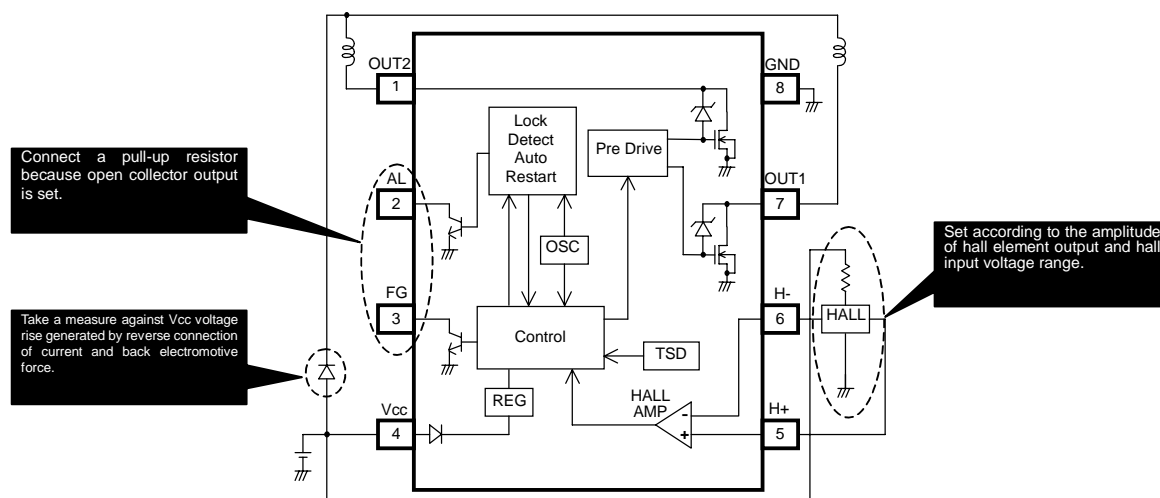 OUT2
1
GND
8
Lock
Detect
Auto
Restart
Pre Drive
Connect a pull-up resistor
because open collector output
is set.
AL
2
OUT1
7
OSC
Set according to the amplitude
of hall element output and hall
input voltage range.
FG
3
H-
6
HALL
Control
Take a measure against Vcc voltage
rise generated by reverse connection
of current and back electromotive
force.
TSD
REG
HALL
AMP
-
+
Vcc
4
H+
5